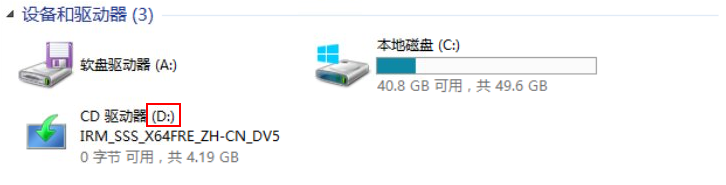 设备和驱动器 (3)
软盘驱动器 (A:)
本地磁盘 (C:)
40.8 GB 可用，共 49.6 GB
CD 驱动器 (D:)
IRM_SSS_X64FRE_ZH-CN_DV5
0 字节 可用，共 4.19 GB